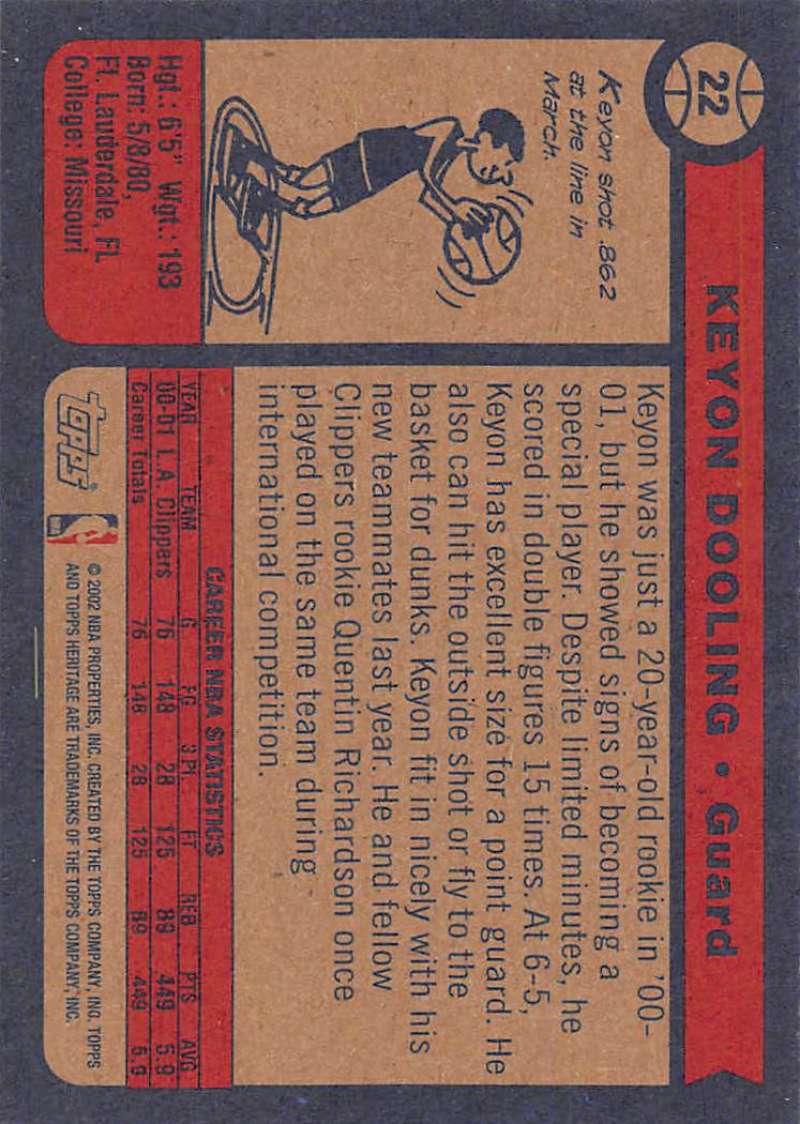 22
KEYON DOOLING • Guard
Keyon shot .862
at the line in
March.
Hgt.: 6'5" Wgt.: 193
Born: 5/8/80,
Ft. Lauderdale, FL
College: Missouri
Keyon was just a 20-year-old rookie in '00-
01, but he showed signs of becoming a
special player. Despite limited minutes, he
scored in double figures 15 times. At 6-5,
Keyon has excellent size for a point guard. He
also can hit the outside shot or fly to the
basket for dunks. Keyon fit in nicely with his
new teammates last year. He and fellow
Clippers rookie Quentin Richardson once
played on the same team during
international competition.
CAREER NBA STATISTICS
YEAR TEAM G FG 3-Pt FT REB PTS AVG
00-01 L.A. Clippers 76 148 28 125 89 449 5.9
Career Totals 76 148 28 125 89 449 5.9
topps®
© 2002 NBA PROPERTIES, INC. CREATED BY THE TOPPS COMPANY, INC. TOPPS
AND TOPPS HERITAGE ARE TRADEMARKS OF THE TOPPS COMPANY, INC.